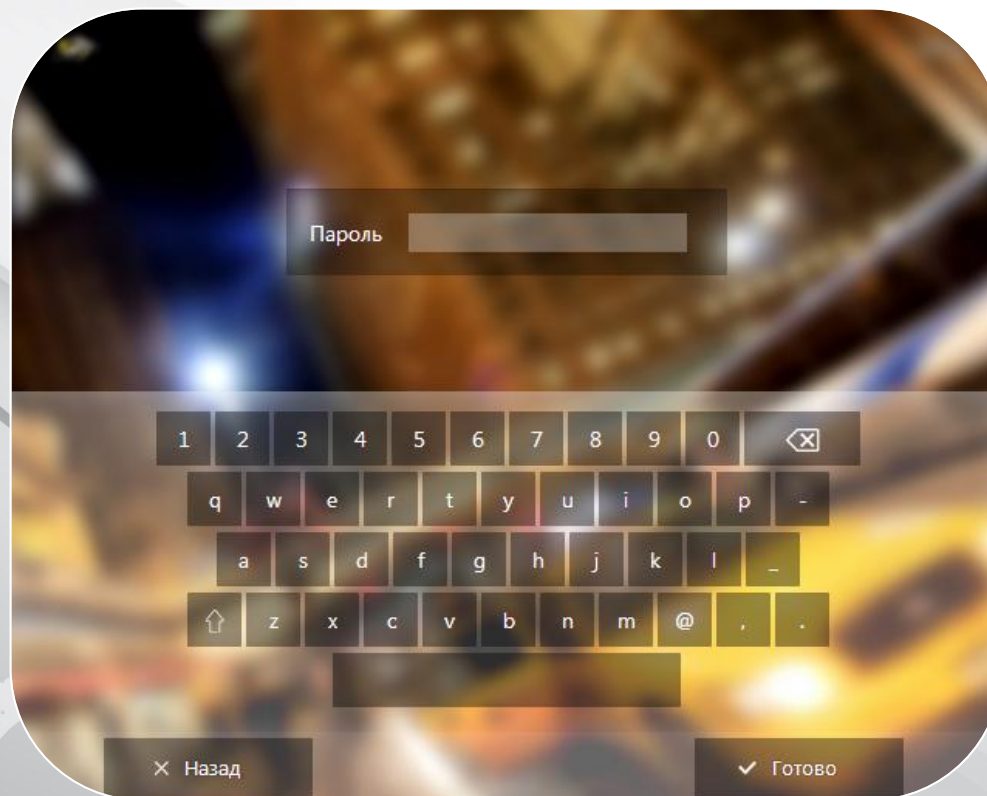 Пароль
1 2 3 4 5 6 7 8 9 0
q w e r t y u i o p -
a s d f g h j k l _
z x c v b n m @ , .
Назад Готово